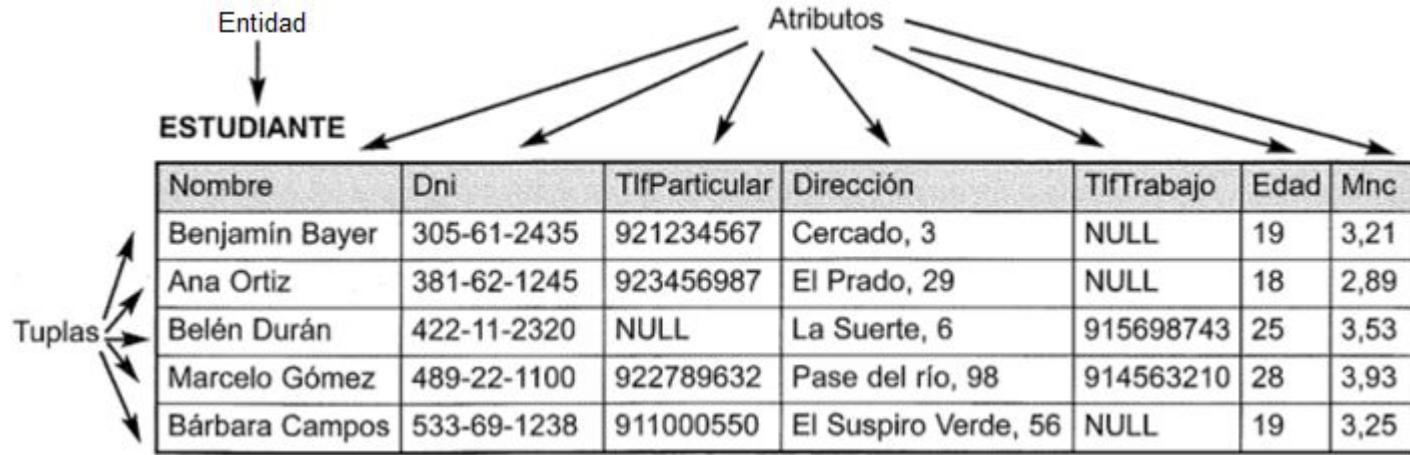 Entidad
Atributos
ESTUDIANTE
Nombre Dni TlfParticular Dirección TlfTrabajo Edad Mnc
Benjamín Bayer 305-61-2435 921234567 Cercado, 3 NULL 19 3,21
Ana Ortiz 381-62-1245 923456987 El Prado, 29 NULL 18 2,89
Tuplas Belén Durán 422-11-2320 NULL La Suerte, 6 915698743 25 3,53
Marcelo Gómez 489-22-1100 922789632 Pase del río, 98 914563210 28 3,93
Bárbara Campos 533-69-1238 911000550 El Suspiro Verde, 56 NULL 19 3,25